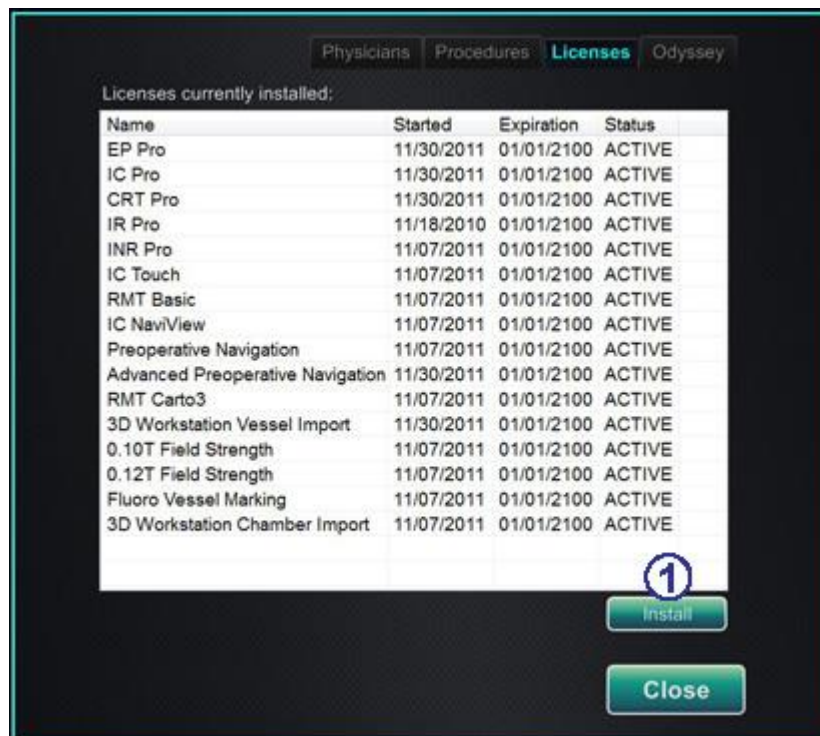 Physicians Procedures Licenses Odyssey
Licenses currently installed:
Name Started Expiration Status
EP Pro 11/30/2011 01/01/2100 ACTIVE
IC Pro 11/30/2011 01/01/2100 ACTIVE
CRT Pro 11/30/2011 01/01/2100 ACTIVE
IR Pro 11/18/2010 01/01/2100 ACTIVE
INR Pro 11/07/2011 01/01/2100 ACTIVE
IC Touch 11/07/2011 01/01/2100 ACTIVE
RMT Basic 11/07/2011 01/01/2100 ACTIVE
IC NaviView 11/07/2011 01/01/2100 ACTIVE
Preoperative Navigation 11/07/2011 01/01/2100 ACTIVE
Advanced Preoperative Navigation 11/30/2011 01/01/2100 ACTIVE
RMT Carto3 11/07/2011 01/01/2100 ACTIVE
3D Workstation Vessel Import 11/30/2011 01/01/2100 ACTIVE
0.10T Field Strength 11/07/2011 01/01/2100 ACTIVE
0.12T Field Strength 11/07/2011 01/01/2100 ACTIVE
Fluoro Vessel Marking 11/07/2011 01/01/2100 ACTIVE
3D Workstation Chamber Import 11/07/2011 01/01/2100 ACTIVE
1
Install
Close